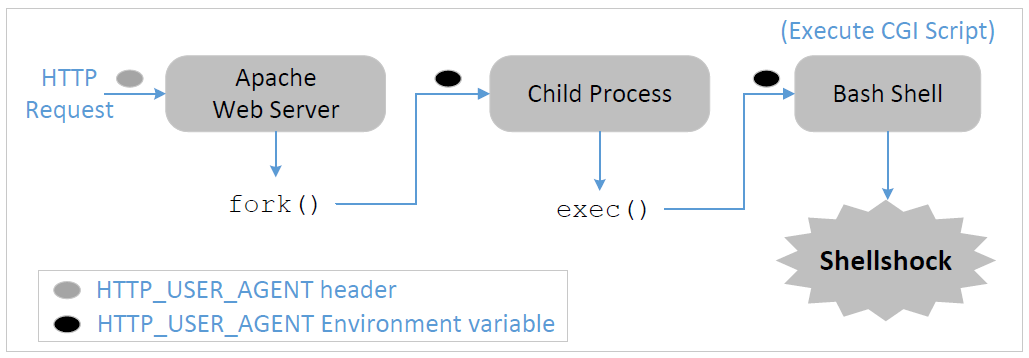 (Execute CGI Script)
HTTP
Request
Apache
Web Server
Child Process
Bash Shell
fork()
exec()
Shellshock
HTTP_USER_AGENT header
HTTP_USER_AGENT Environment variable